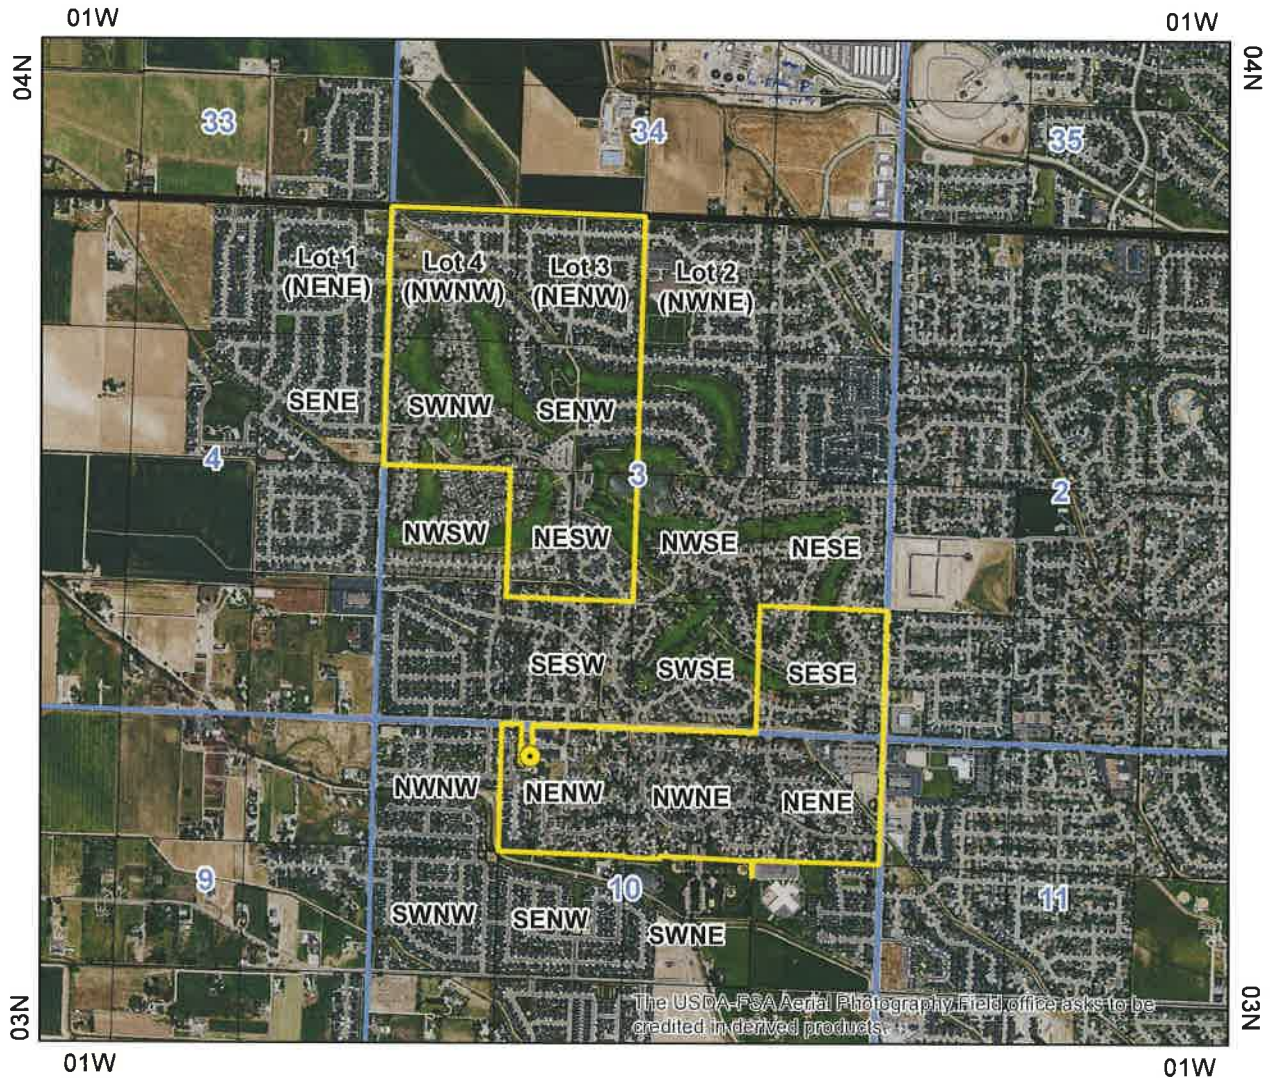 01W
01W
04N
04N
33
34
35
Lot 1
(NENE)
Lot 4
(NWNW)
Lot 3
(NENW)
Lot 2
(NWNE)
SENE
SWNW
SENW
4
3
2
NWSW
NESW
NWSE
NESE
SESW
SWSE
SESE
NWNW
NENW
NWNE
NENE
9
10
11
SWNW
SENW
SWNE
The USDA-FSA Aerial Photography Field office asks to be
credited in derived products.
03N
03N
01W
01W